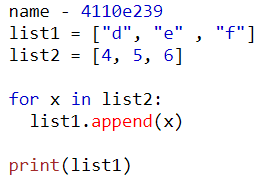 name - 4110e239
list1 = ["d", "e" , "f"]
list2 = [4, 5, 6]

for x in list2:
  list1.append(x)

print(list1)